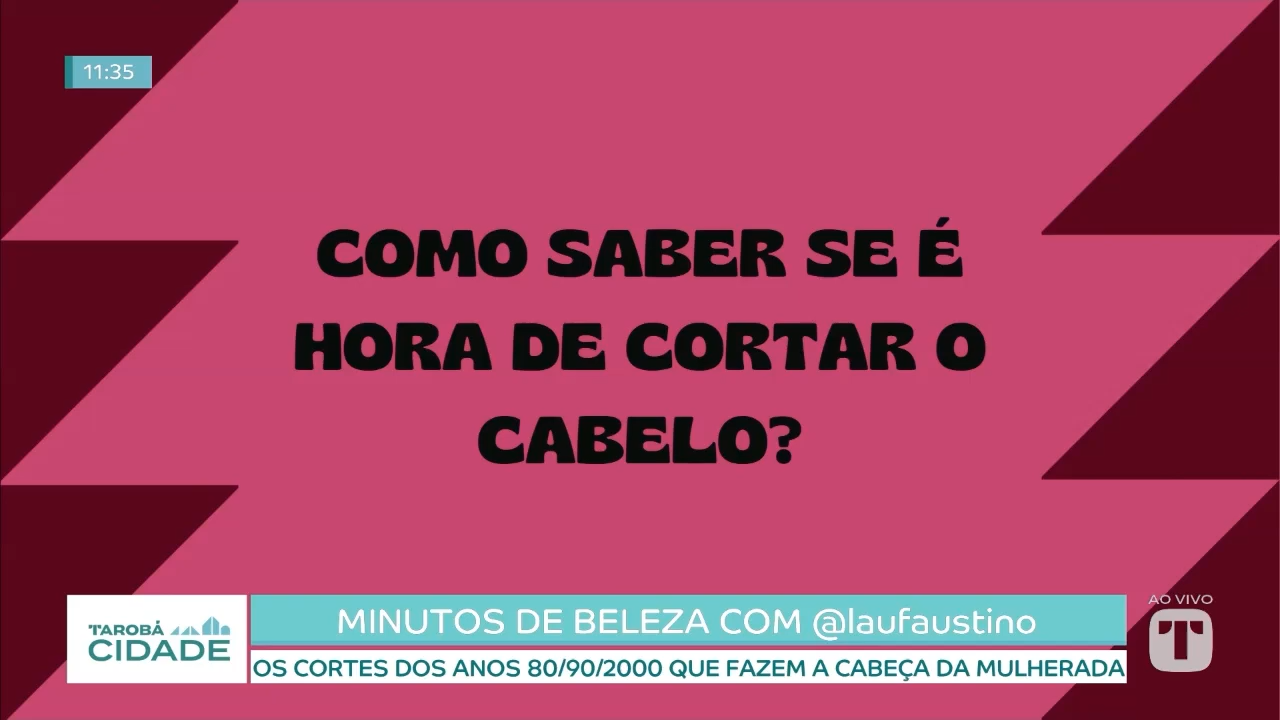 11:35
COMO SABER SE É
HORA DE CORTAR O
CABELO?
MINUTOS DE BELEZA COM @laufaustino
OS CORTES DOS ANOS 80/90/2000 QUE FAZEM A CABEÇA DA MULHERADA
TAROBÁ
CIDADE
AO VIVO
T